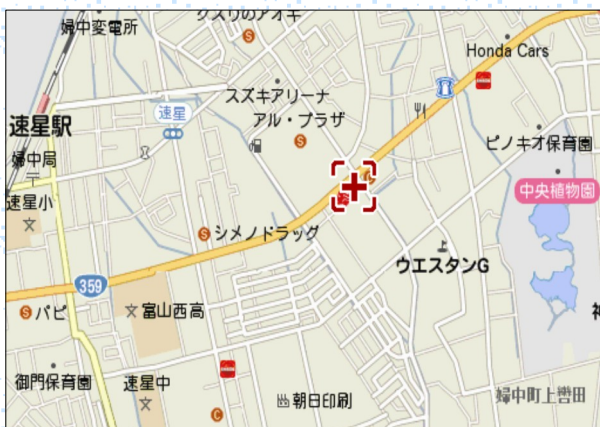 クスリのアオキ
婦中変電所
Honda Cars
スズキアリーナ
アル・プラザ
速星
速星駅
ピノキオ保育園
婦中局
中央植物園
速星小
シメノドラッグ
ウエスタンG
359
パピ
富山西高
御門保育園
速星中
朝日印刷
婦中町上轡田